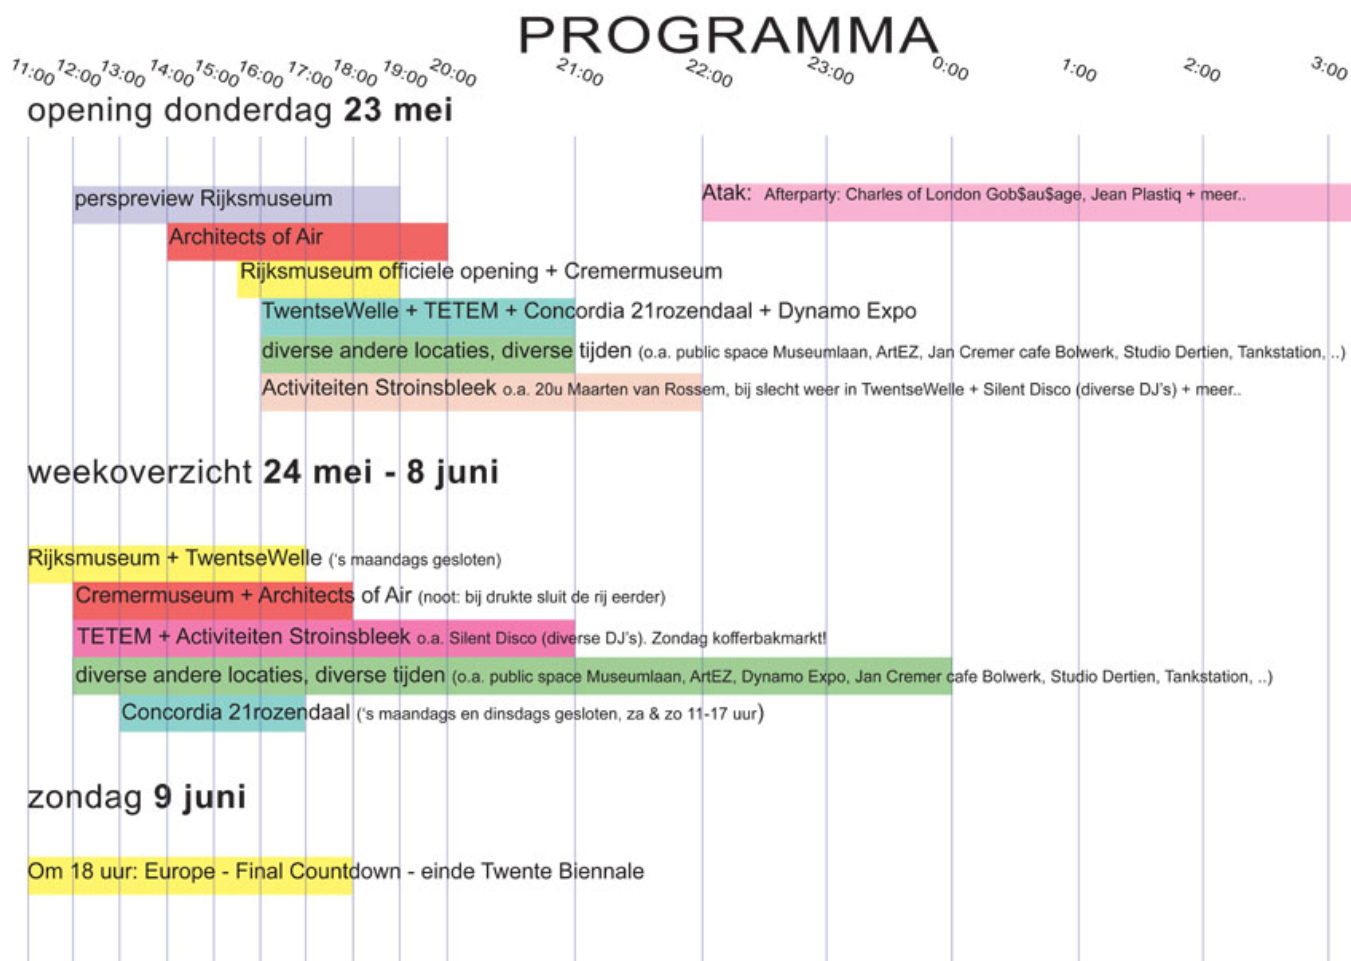 PROGRAMMA
11:00 12:00 13:00 14:00 15:00 16:00 17:00 18:00 19:00 20:00 21:00 22:00 23:00 0:00 1:00 2:00 3:00
opening donderdag 23 mei
perspreview Rijksmuseum
Atak: Afterparty: Charles of London Gob$au$age, Jean Plastiq + meer..
Architects of Air
Rijksmuseum officiele opening + Cremermuseum
TwentseWelle + TETEM + Concordia 21rozendaal + Dynamo Expo
diverse andere locaties, diverse tijden (o.a. public space Museumlaan, ArtEZ, Jan Cremer cafe Bolwerk, Studio Dertien, Tankstation, ..)
Activiteiten Stroinsbleek o.a. 20u Maarten van Rossem, bij slecht weer in TwentseWelle + Silent Disco (diverse DJ's) + meer..
weekoverzicht 24 mei - 8 juni
Rijksmuseum + TwentseWelle ('s maandags gesloten)
Cremermuseum + Architects of Air (noot: bij drukte sluit de rij eerder)
TETEM + Activiteiten Stroinsbleek o.a. Silent Disco (diverse DJ's). Zondag kofferbakmarkt!
diverse andere locaties, diverse tijden (o.a. public space Museumlaan, ArtEZ, Dynamo Expo, Jan Cremer cafe Bolwerk, Studio Dertien, Tankstation, ..)
Concordia 21rozendaal ('s maandags en dinsdags gesloten, za & zo 11-17 uur)
zondag 9 juni
Om 18 uur: Europe - Final Countdown - einde Twente Biennale